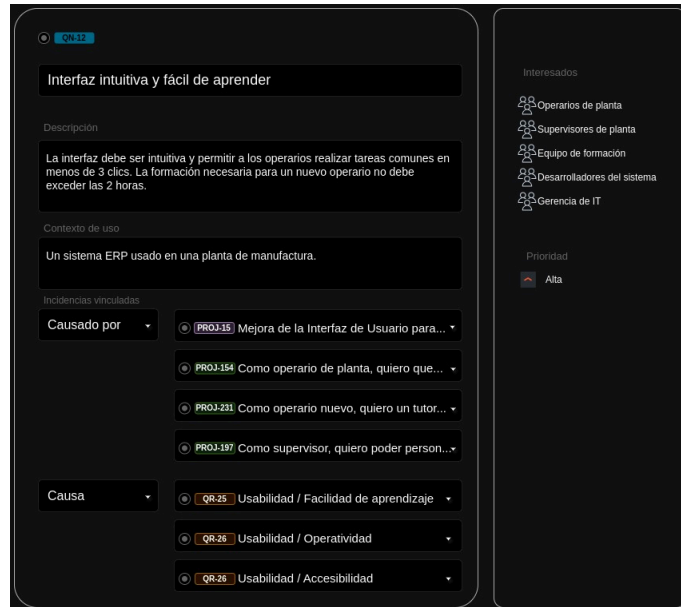 QN-12
Interfaz intuitiva y fácil de aprender
Descripción
La interfaz debe ser intuitiva y permitir a los operarios realizar tareas comunes en
menos de 3 clics. La formación necesaria para un nuevo operario no debe
exceder las 2 horas.
Contexto de uso
Un sistema ERP usado en una planta de manufactura.
Incidencias vinculadas
Causado por
PROJ-15 Mejora de la Interfaz de Usuario para...
PROJ-154 Como operario de planta, quiero que...
PROJ-231 Como operario nuevo, quiero un tutor...
PROJ-197 Como supervisor, quiero poder person...
Causa
QR-25 Usabilidad / Facilidad de aprendizaje
QR-26 Usabilidad / Operatividad
QR-26 Usabilidad / Accesibilidad
Interesados
Operarios de planta
Supervisores de planta
Equipo de formación
Desarrolladores del sistema
Gerencia de IT
Prioridad
Alta